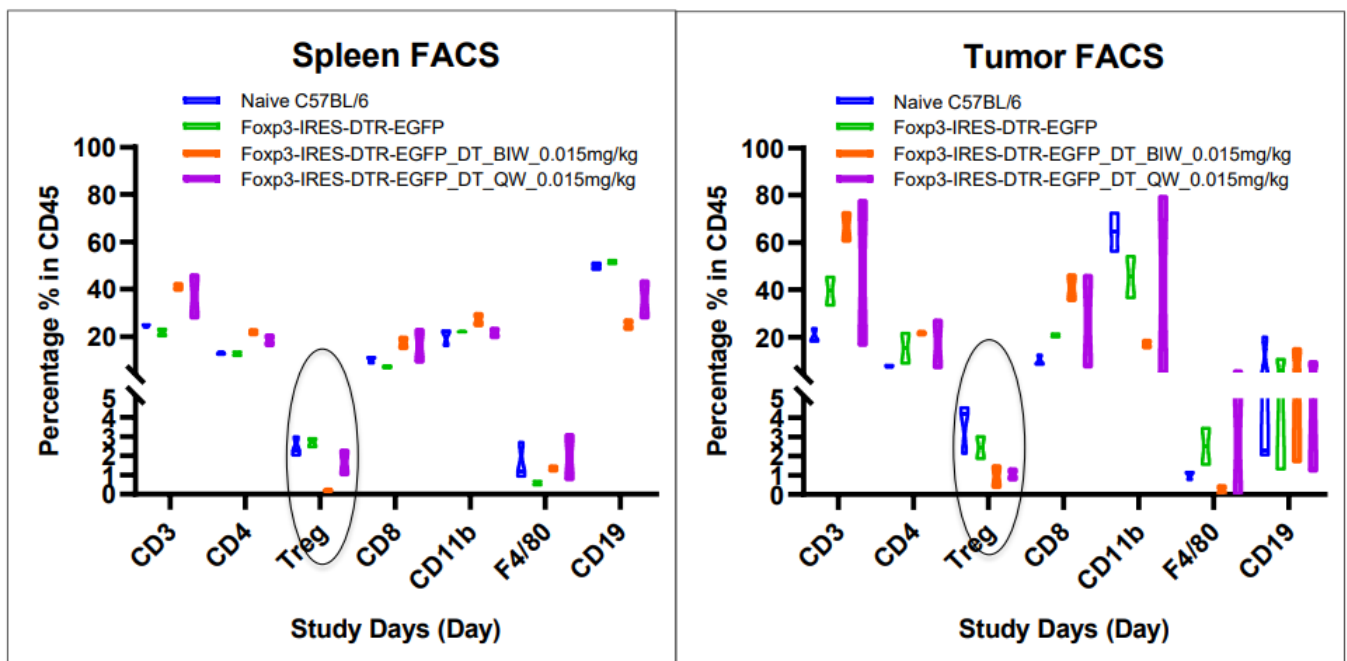 Spleen FACS
Naive C57BL/6
Foxp3-IRES-DTR-EGFP
Foxp3-IRES-DTR-EGFP_DT_BIW_0.015mg/kg
Foxp3-IRES-DTR-EGFP_DT_QW_0.015mg/kg
Percentage % in CD45
100
80
60
40
20
5
4
3
2
1
0
CD3
CD4
Treg
CD8
CD11b
F4/80
CD19
Study Days (Day)
Tumor FACS
Naive C57BL/6
Foxp3-IRES-DTR-EGFP
Foxp3-IRES-DTR-EGFP_DT_BIW_0.015mg/kg
Foxp3-IRES-DTR-EGFP_DT_QW_0.015mg/kg
Percentage % in CD45
100
80
60
40
20
5
4
3
2
1
0
CD3
CD4
Treg
CD8
CD11b
F4/80
CD19
Study Days (Day)